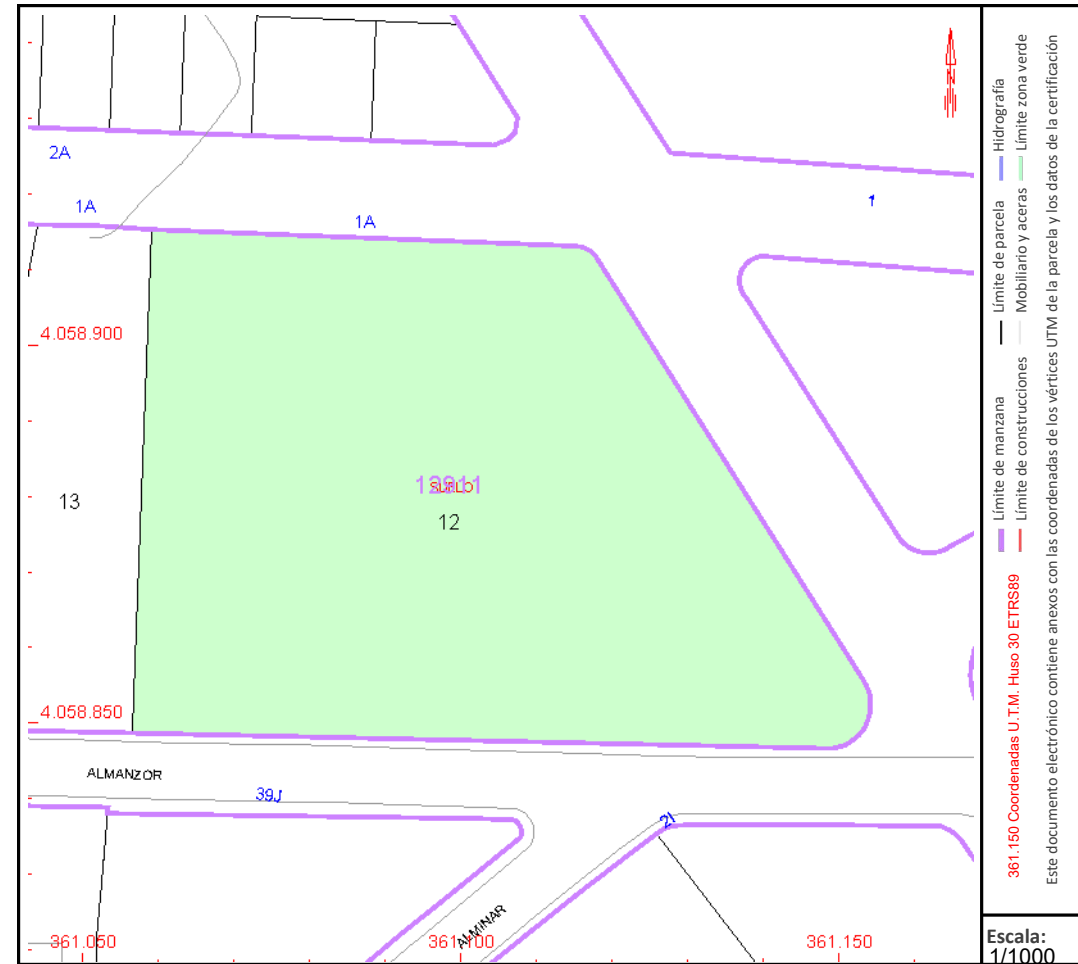 2A
1A
1A
1
4.058.900
SUELO
12
13
4.058.850
ALMANZOR
39J
2I
ALMINAR
361.050
361.100
361.150
N
Hidrografía
Límite zona verde
Límite de parcela
Mobiliario y aceras
Límite de manzana
Límite de construcciones
361.150 Coordenadas U.T.M. Huso 30 ETRS89
Este documento electrónico contiene anexos con las coordenadas de los vértices UTM de la parcela y los datos de la certificación
Escala:
1/1000